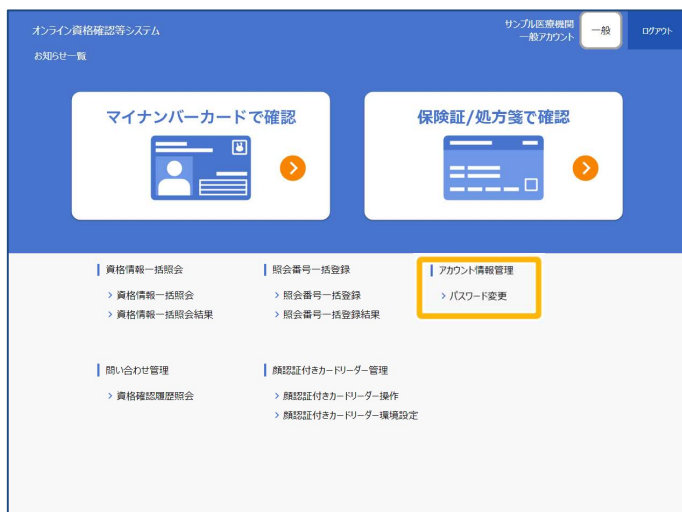 オンライン資格確認等システム
サンプル医療機関
一般アカウント
一般
ログアウト
お知らせ一覧
マイナンバーカードで確認
保険証/処方箋で確認
資格情報一括照会
資格情報一括照会
資格情報一括照会結果
照会番号一括登録
照会番号一括登録
照会番号一括登録結果
アカウント情報管理
パスワード変更
問い合わせ管理
資格確認履歴照会
顔認証付きカードリーダー管理
顔認証付きカードリーダー操作
顔認証付きカードリーダー環境設定